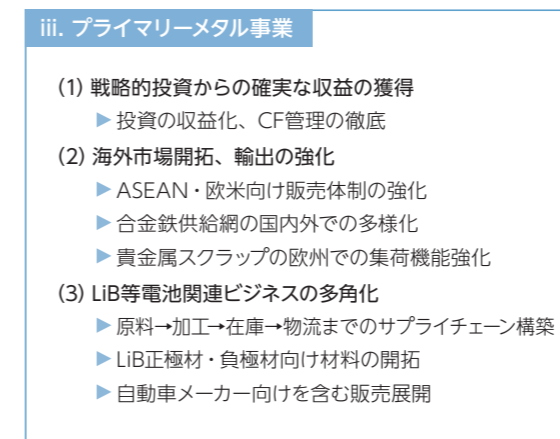 iii. プライマリーメタル事業
(1) 戦略的投資からの確実な収益の獲得
▶投資の収益化、CF管理の徹底
(2) 海外市場開拓、輸出の強化
▶ASEAN・欧米向け販売体制の強化
▶合金鉄供給網の国内外での多様化
▶貴金属スクラップの欧州での集荷機能強化
(3) LiB等電池関連ビジネスの多角化
▶原料→加工→在庫→物流までのサプライチェーン構築
▶LiB正極材・負極材向け材料の開拓
▶自動車メーカー向けを含む販売展開